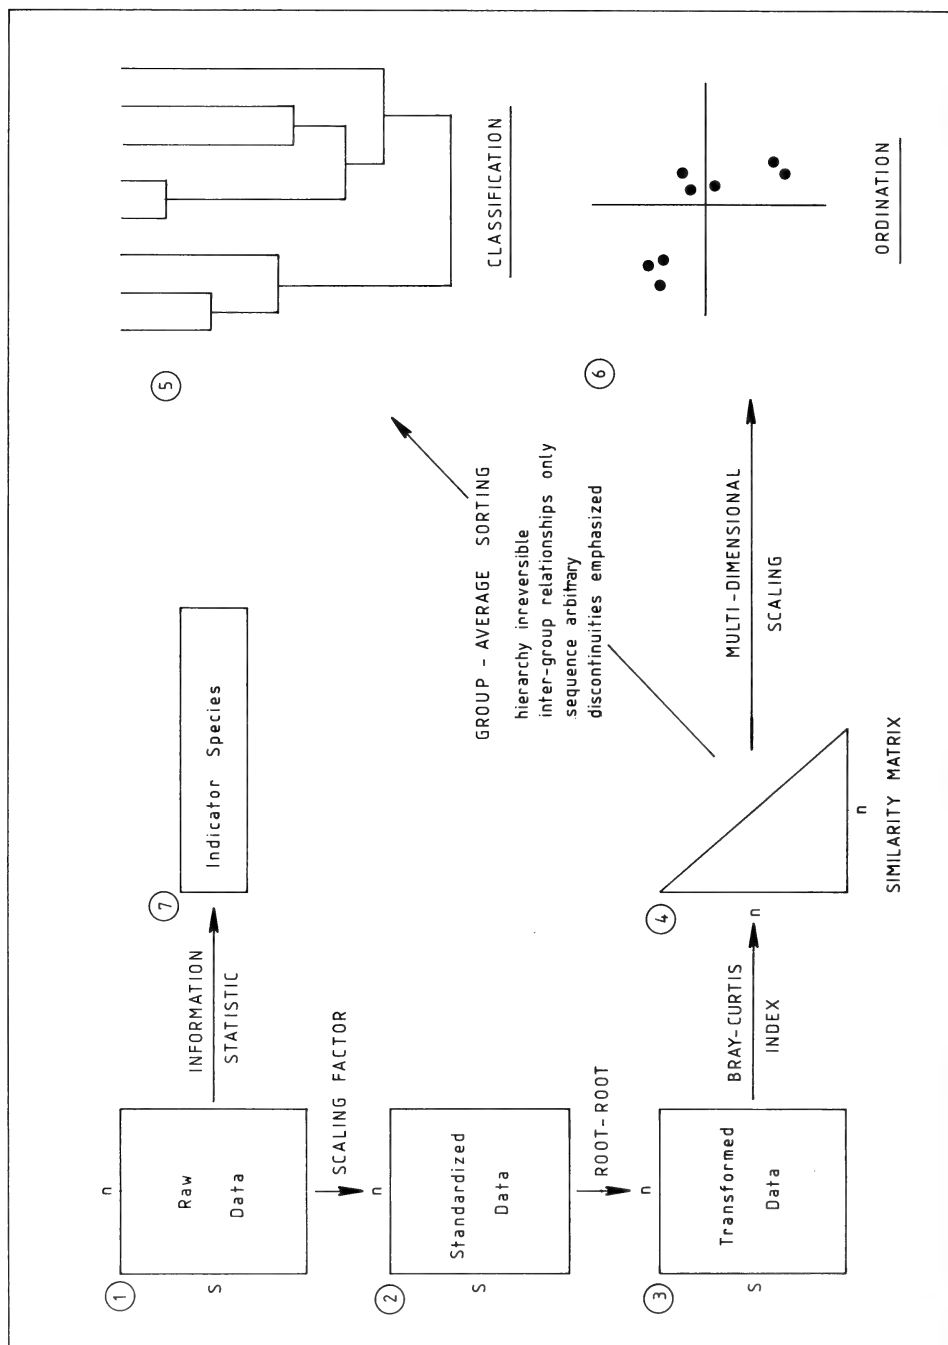 1
n
S
Raw
Data
INFORMATION
STATISTIC
7
Indicator Species
SCALING FACTOR
2
n
S
Standardized
Data
ROOT-ROOT
3
n
S
Transformed
Data
BRAY-CURTIS
INDEX
4
n
n
SIMILARITY MATRIX
GROUP - AVERAGE SORTING
hierarchy irreversible
inter-group relationships only
sequence arbitrary
discontinuities emphasized
MULTI-DIMENSIONAL
SCALING
5
CLASSIFICATION
6
ORDINATION